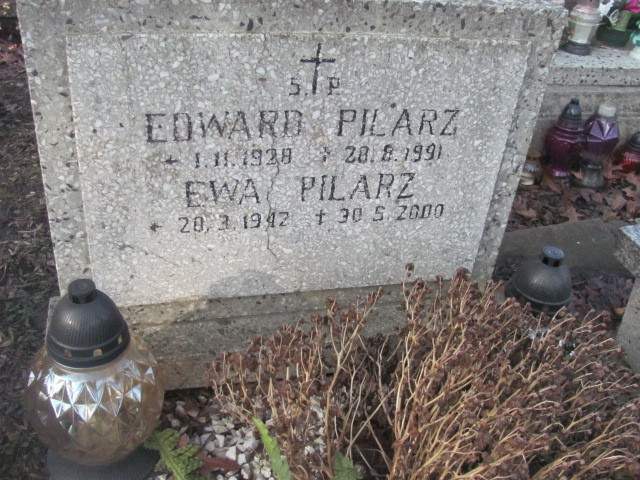 Ś P
EDWARD PILARZ
* 1.11.1928 + 28.8.1991
EWA PILARZ
* 20.3.1942 + 30.5.2000